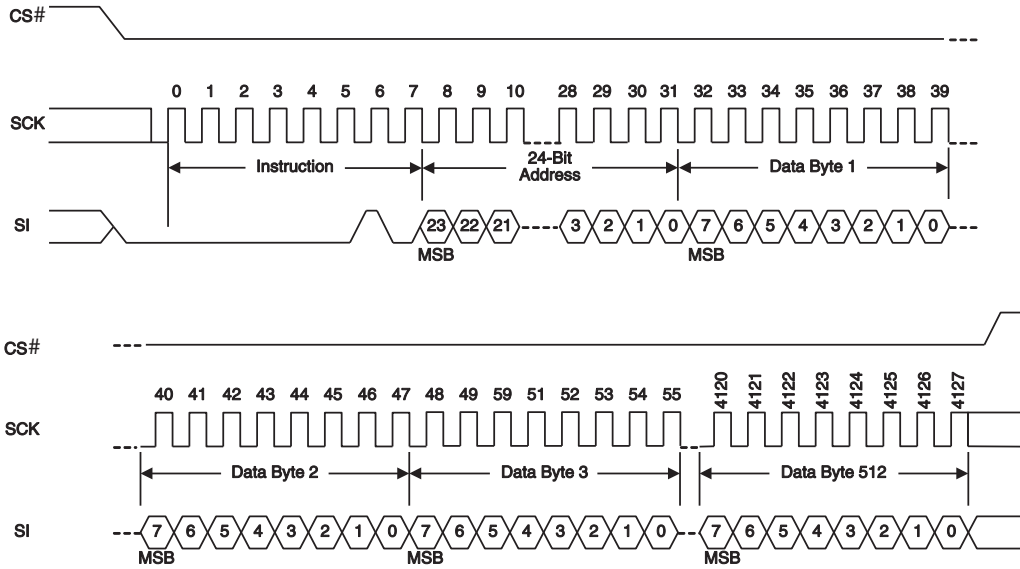 CS#
0 1 2 3 4 5 6 7 8 9 10 28 29 30 31 32 33 34 35 36 37 38 39
SCK
Instruction
24-Bit
Address
Data Byte 1
SI
23 22 21 3 2 1 0 7 6 5 4 3 2 1 0
MSB MSB
CS#
40 41 42 43 44 45 46 47 48 49 59 51 52 53 54 55 4120 4121 4122 4123 4124 4125 4126 4127
SCK
Data Byte 2 Data Byte 3 Data Byte 512
SI
7 6 5 4 3 2 1 0 7 6 5 4 3 2 1 0 7 6 5 4 3 2 1 0
MSB MSB MSB